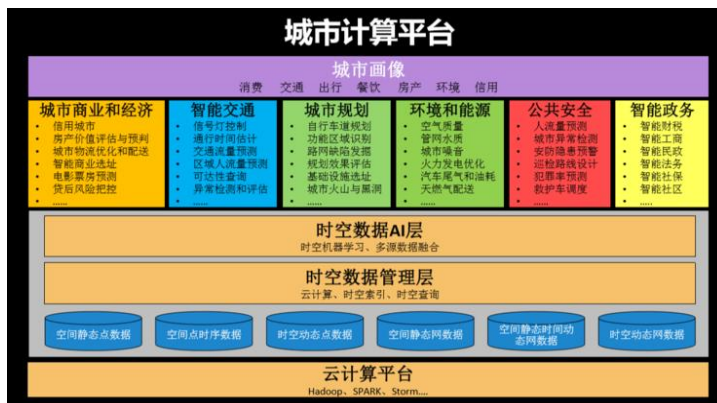 城市计算平台
城市画像
消费 交通 出行 餐饮 房产 环境 信用
城市商业和经济
• 信用城市
• 房产价值评估与预判
• 城市物流优化和配送
• 智能商业选址
• 电影票房预测
• 贷后风险把控
• ......
智能交通
• 信号灯控制
• 通行时间估计
• 交通流量预测
• 区域人流量预测
• 可达性查询
• 异常检测和评估
• ......
城市规划
• 自行车道规划
• 功能区域识别
• 路网缺陷发掘
• 规划效果评估
• 基础设施选址
• 城市火山与黑洞
• ......
环境和能源
• 空气质量
• 管网水质
• 城市噪音
• 火力发电优化
• 汽车尾气和油耗
• 天燃气配送
• ......
公共安全
• 人流量预测
• 城市异常检测
• 安防隐患预警
• 巡检路线设计
• 犯罪率预测
• 救护车调度
• ......
智能政务
• 智能财税
• 智能工商
• 智能民政
• 智能法务
• 智能社保
• 智能社区
• .....
时空数据AI层
时空机器学习、多源数据融合
时空数据管理层
云计算、时空索引、时空查询
空间静态点数据
空间点时序数据
时空动态点数据
空间静态网数据
空间静态时间动
态网数据
时空动态网数据
云计算平台
Hadoop、SPARK、Storm....